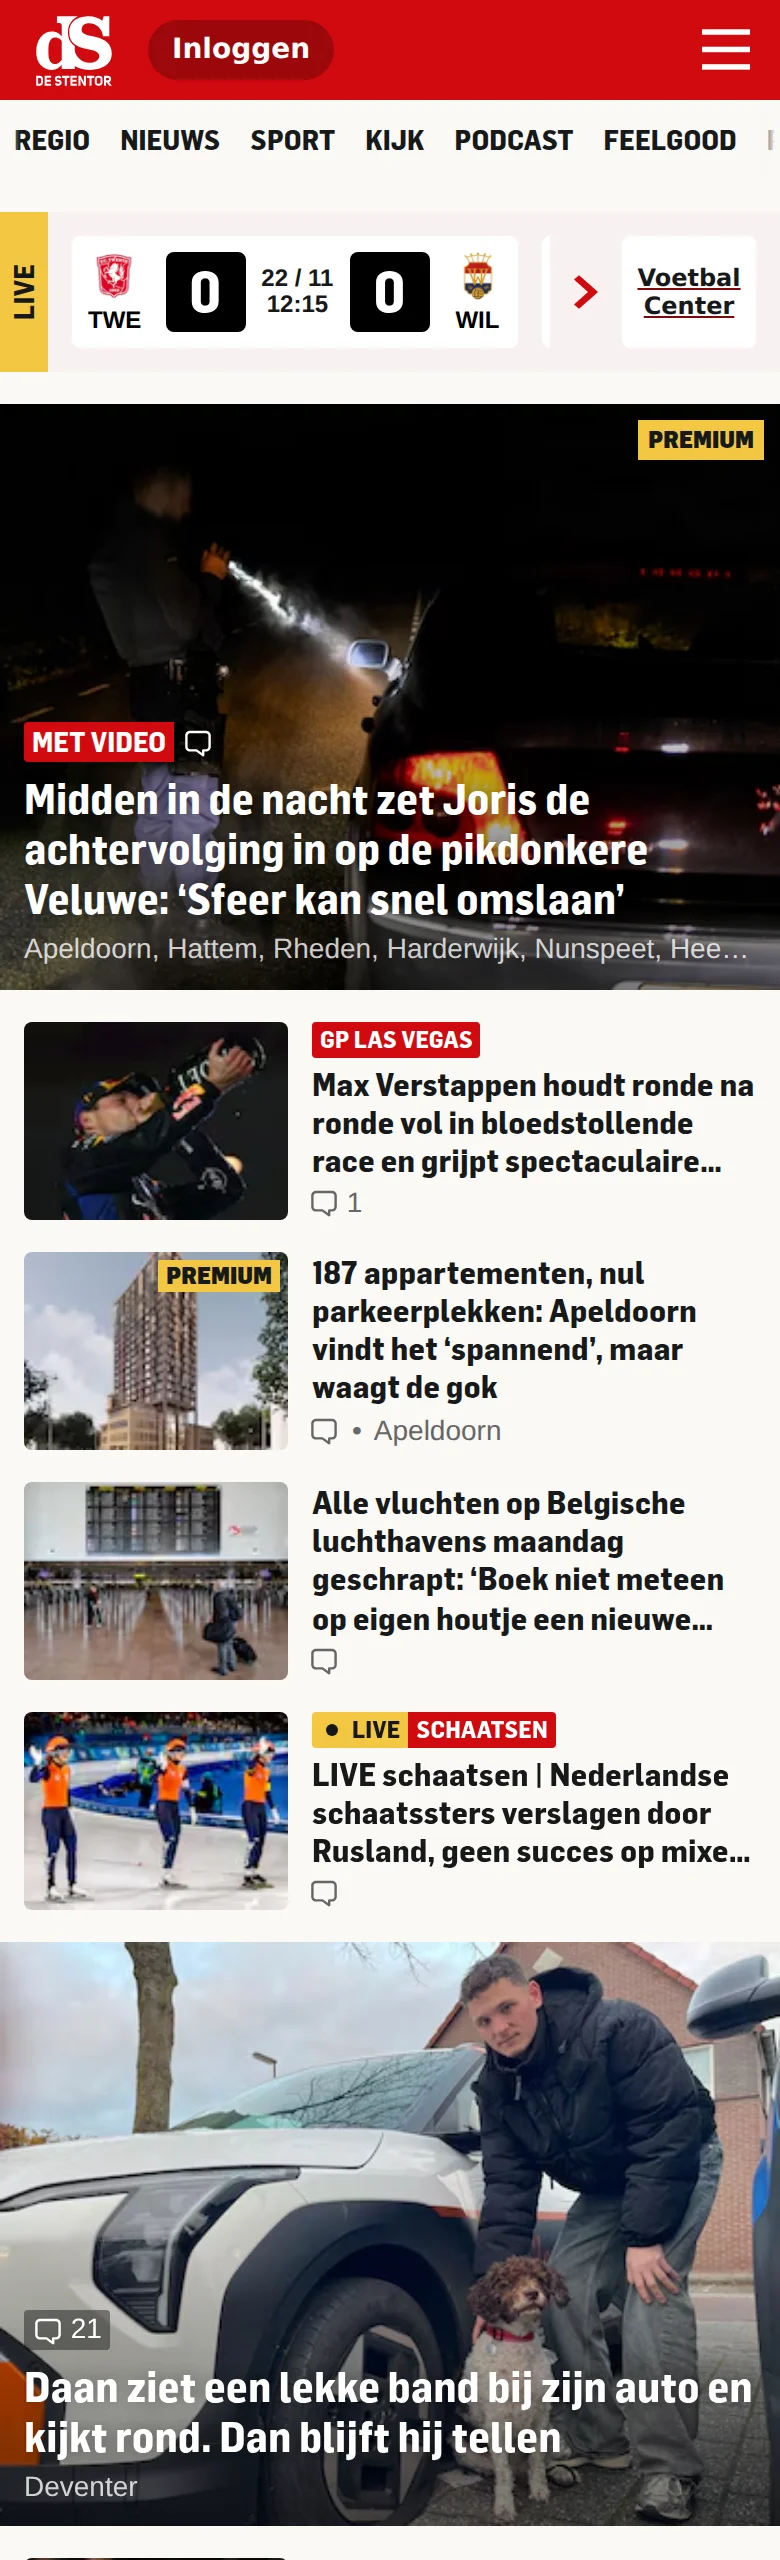 dS
DE STENTOR
Inloggen
REGIO NIEUWS SPORT KIJK PODCAST FEELGOOD
LIVE
TWE
0
22 / 11
12:15
0
WIL
Voetbal
Center
PREMIUM
MET VIDEO
Midden in de nacht zet Joris de
achtervolging in op de pikdonkere
Veluwe: ‘Sfeer kan snel omslaan’
Apeldoorn, Hattem, Rheden, Harderwijk, Nunspeet, Hee…
GP LAS VEGAS
Max Verstappen houdt ronde na
ronde vol in bloedstollende
race en grijpt spectaculaire...
1
PREMIUM
187 appartementen, nul
parkeerplekken: Apeldoorn
vindt het ‘spannend’, maar
waagt de gok
• Apeldoorn
Alle vluchten op Belgische
luchthavens maandag
geschrapt: ‘Boek niet meteen
op eigen houtje een nieuwe...
• LIVE SCHAATSEN
LIVE schaatsen | Nederlandse
schaatssters verslagen door
Rusland, geen succes op mixe...
21
Daan ziet een lekke band bij zijn auto en
kijkt rond. Dan blijft hij tellen
Deventer